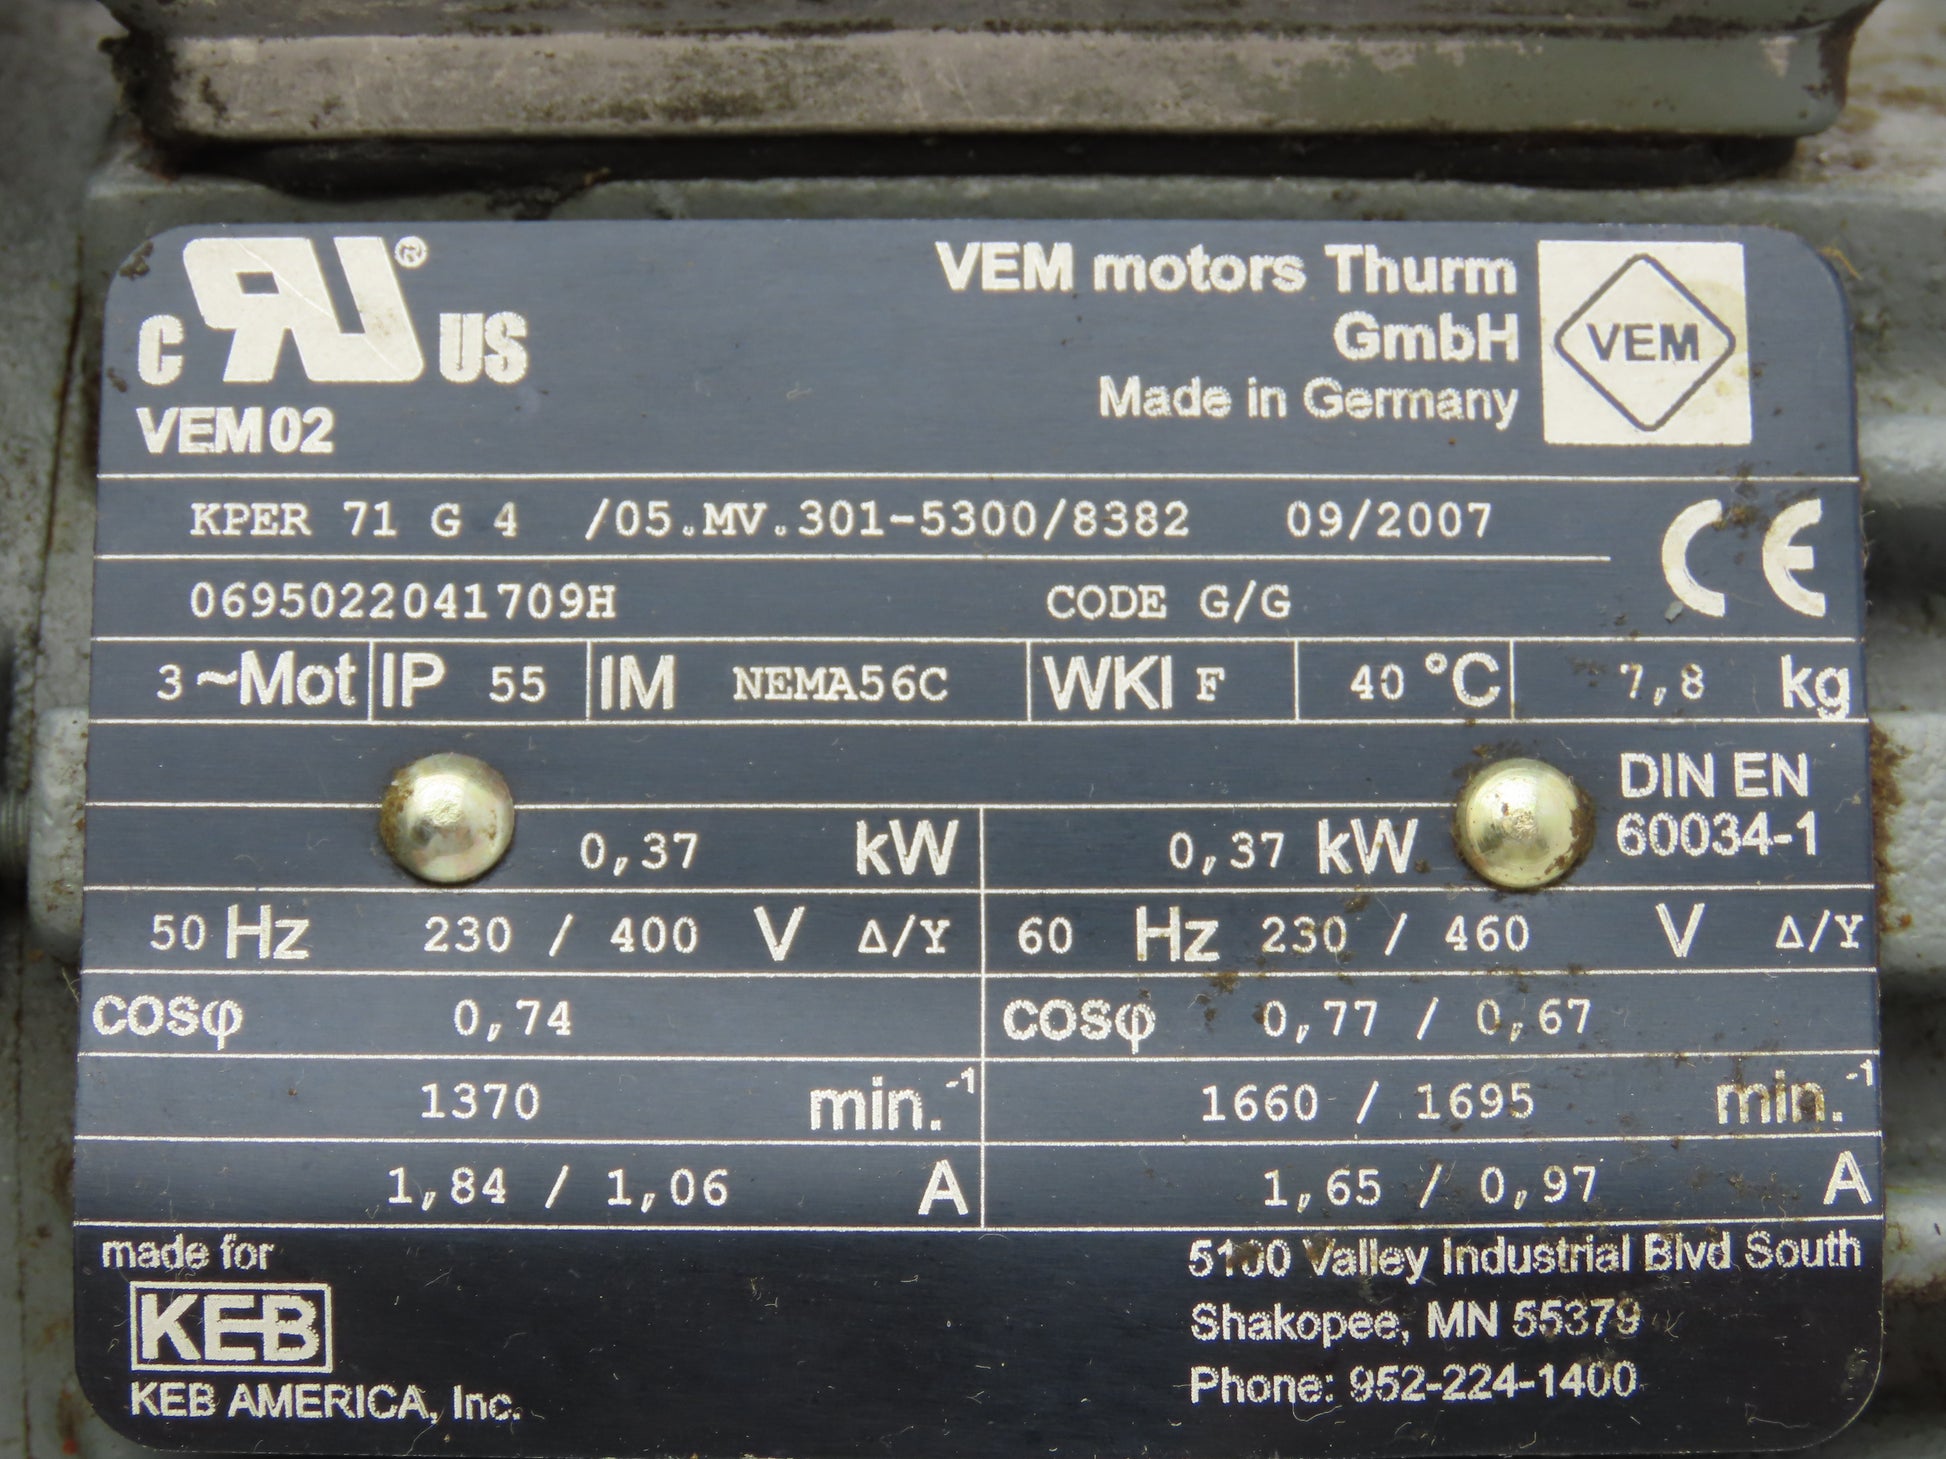 c RU ® US
VEM02
VEM motors Thurm
GmbH
Made in Germany
VEM
KPER 71 G 4 /05.MV.301-5300/8382 09/2007
CE
0695022041709H CODE G/G
3 ~Mot IP 55 IM NEMA56C WKI F 40 °C 7,8 kg
DIN EN
60034-1
0,37 kW 0,37 kW
50 Hz 230 / 400 V Δ/Y 60 Hz 230 / 460 V Δ/Y
cosφ 0,74 cosφ 0,77 / 0,67
1370 min.⁻¹ 1660 / 1695 min.⁻¹
1,84 / 1,06 A 1,65 / 0,97 A
made for
KEB
KEB AMERICA, Inc.
5100 Valley Industrial Blvd South
Shakopee, MN 55379
Phone: 952-224-1400